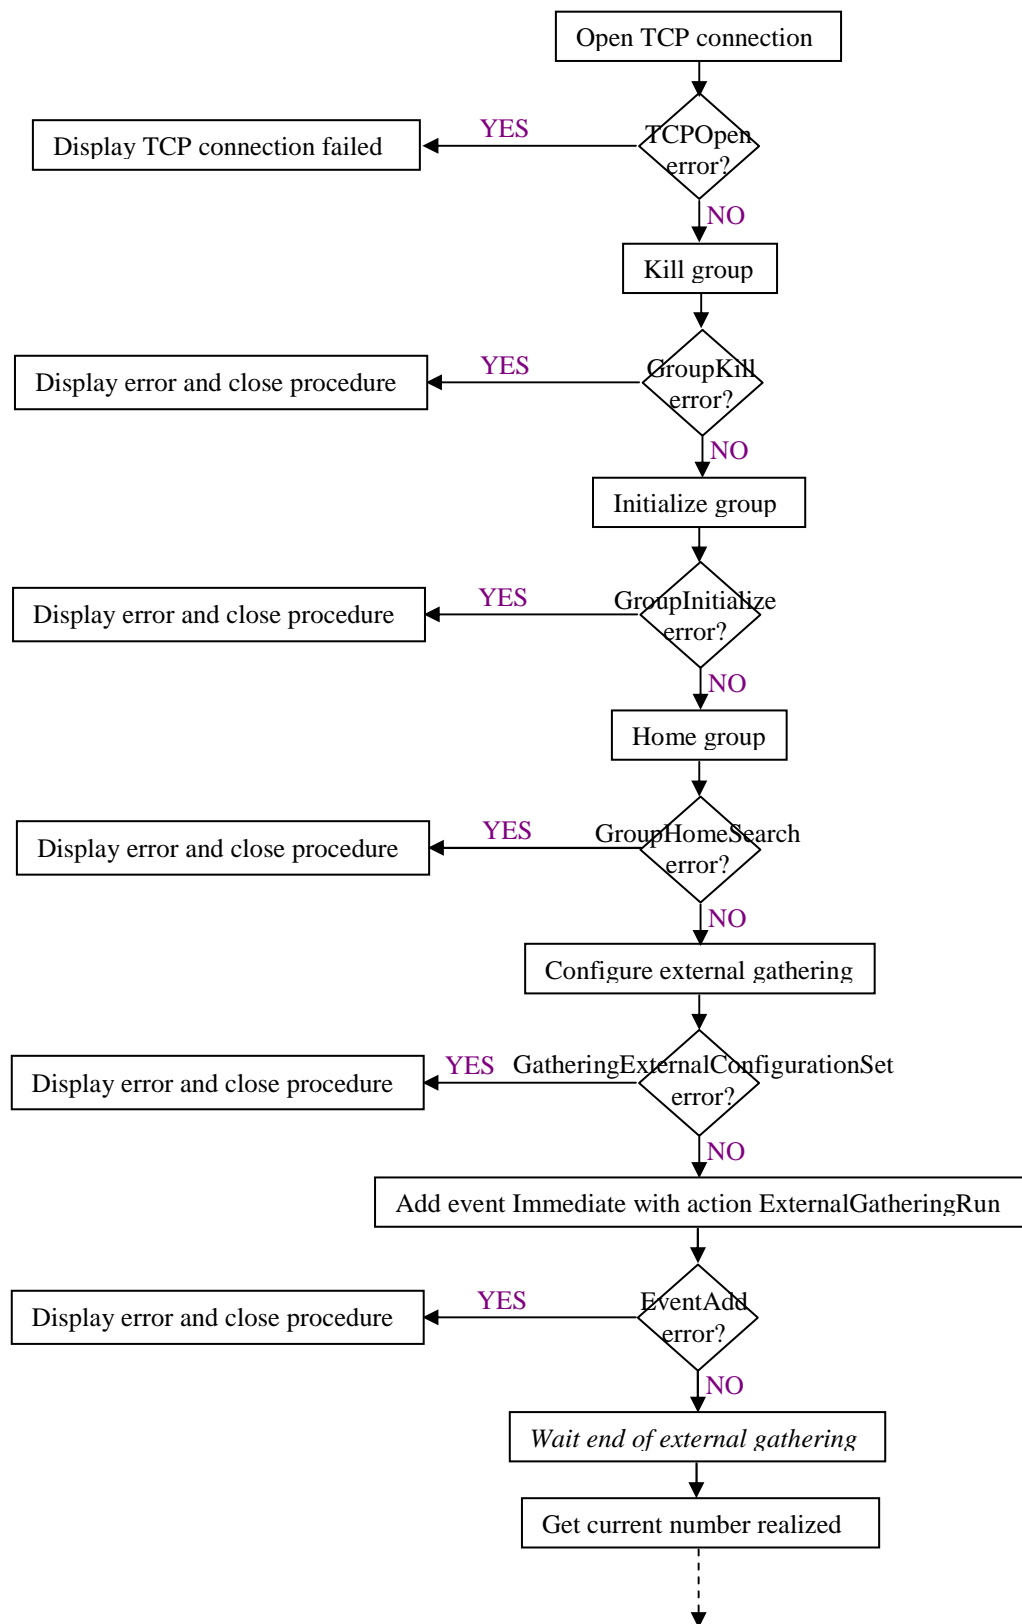 Open TCP connection
YES
Display TCP connection failed
TCPOpen
error?
NO
Kill group
YES
Display error and close procedure
GroupKill
error?
NO
Initialize group
YES
Display error and close procedure
GroupInitialize
error?
NO
Home group
YES
Display error and close procedure
GroupHomeSearch
error?
NO
Configure external gathering
YES
Display error and close procedure
GatheringExternalConfigurationSet
error?
NO
Add event Immediate with action ExternalGatheringRun
YES
Display error and close procedure
EventAdd
error?
NO
Wait end of external gathering
Get current number realized